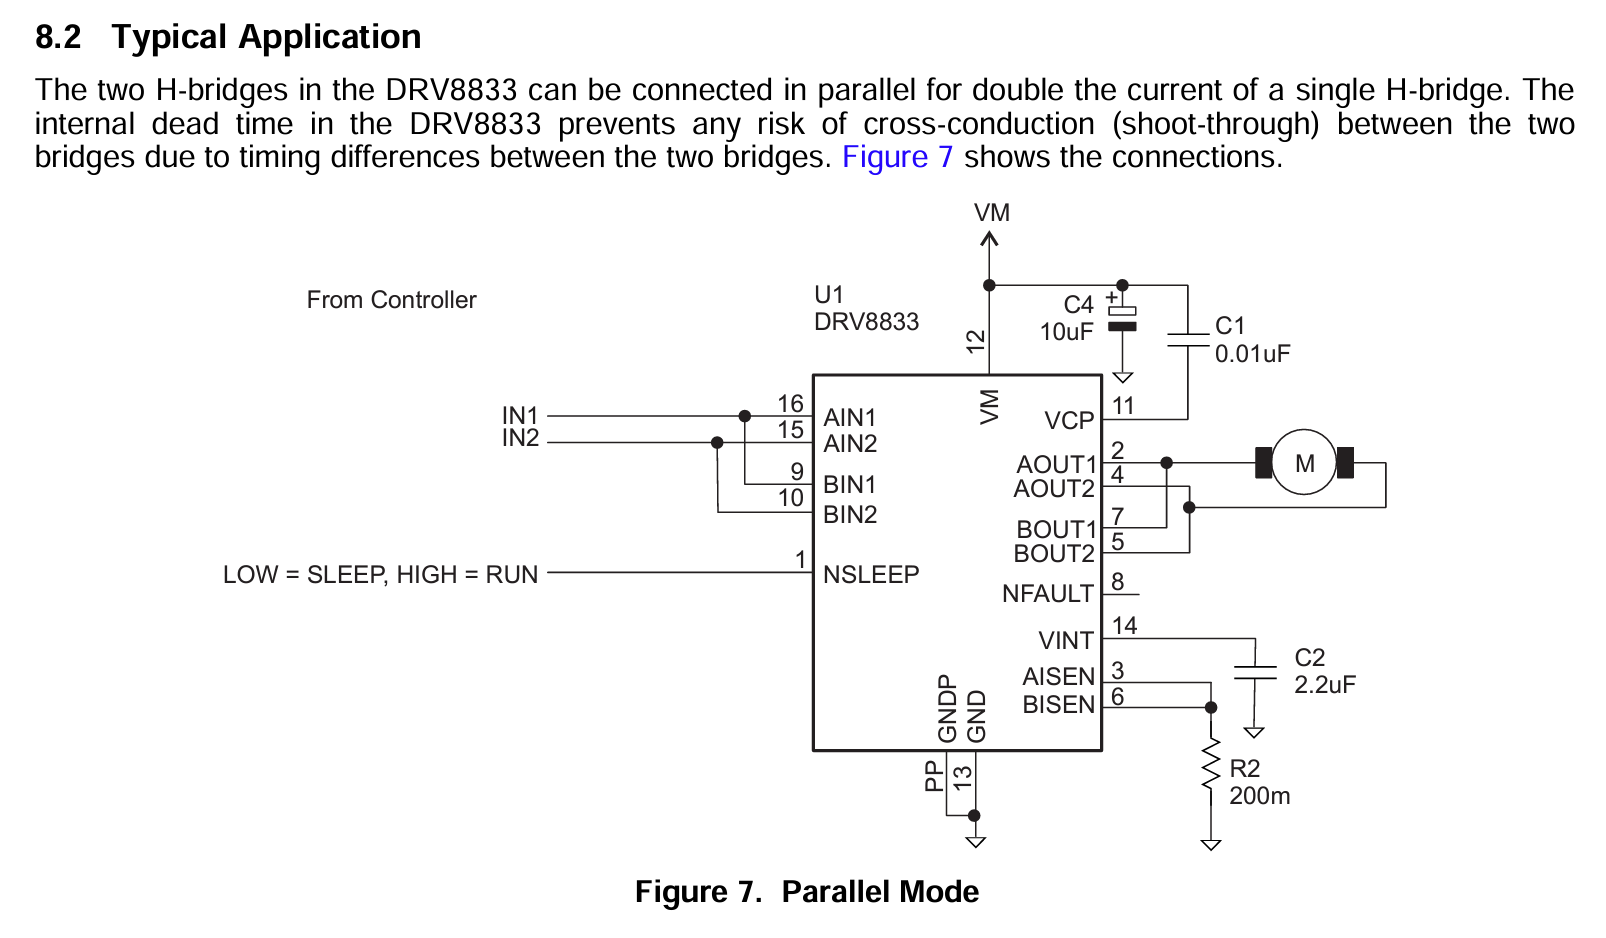 8.2 Typical Application
The two H-bridges in the DRV8833 can be connected in parallel for double the current of a single H-bridge. The
internal dead time in the DRV8833 prevents any risk of cross-conduction (shoot-through) between the two
bridges due to timing differences between the two bridges. Figure 7 shows the connections.
VM
From Controller
U1
DRV8833
12
+
C4
10uF
C1
0.01uF
VM
IN1
IN2
16
15
9
10
AIN1
AIN2
BIN1
BIN2
VCP
11
AOUT1
2
AOUT2
4
M
BOUT1
7
BOUT2
5
LOW = SLEEP, HIGH = RUN
1
NSLEEP
NFAULT
8
VINT
14
C2
2.2uF
AISEN
3
BISEN
6
GNDP
GND
PP
13
R2
200m
Figure 7. Parallel Mode